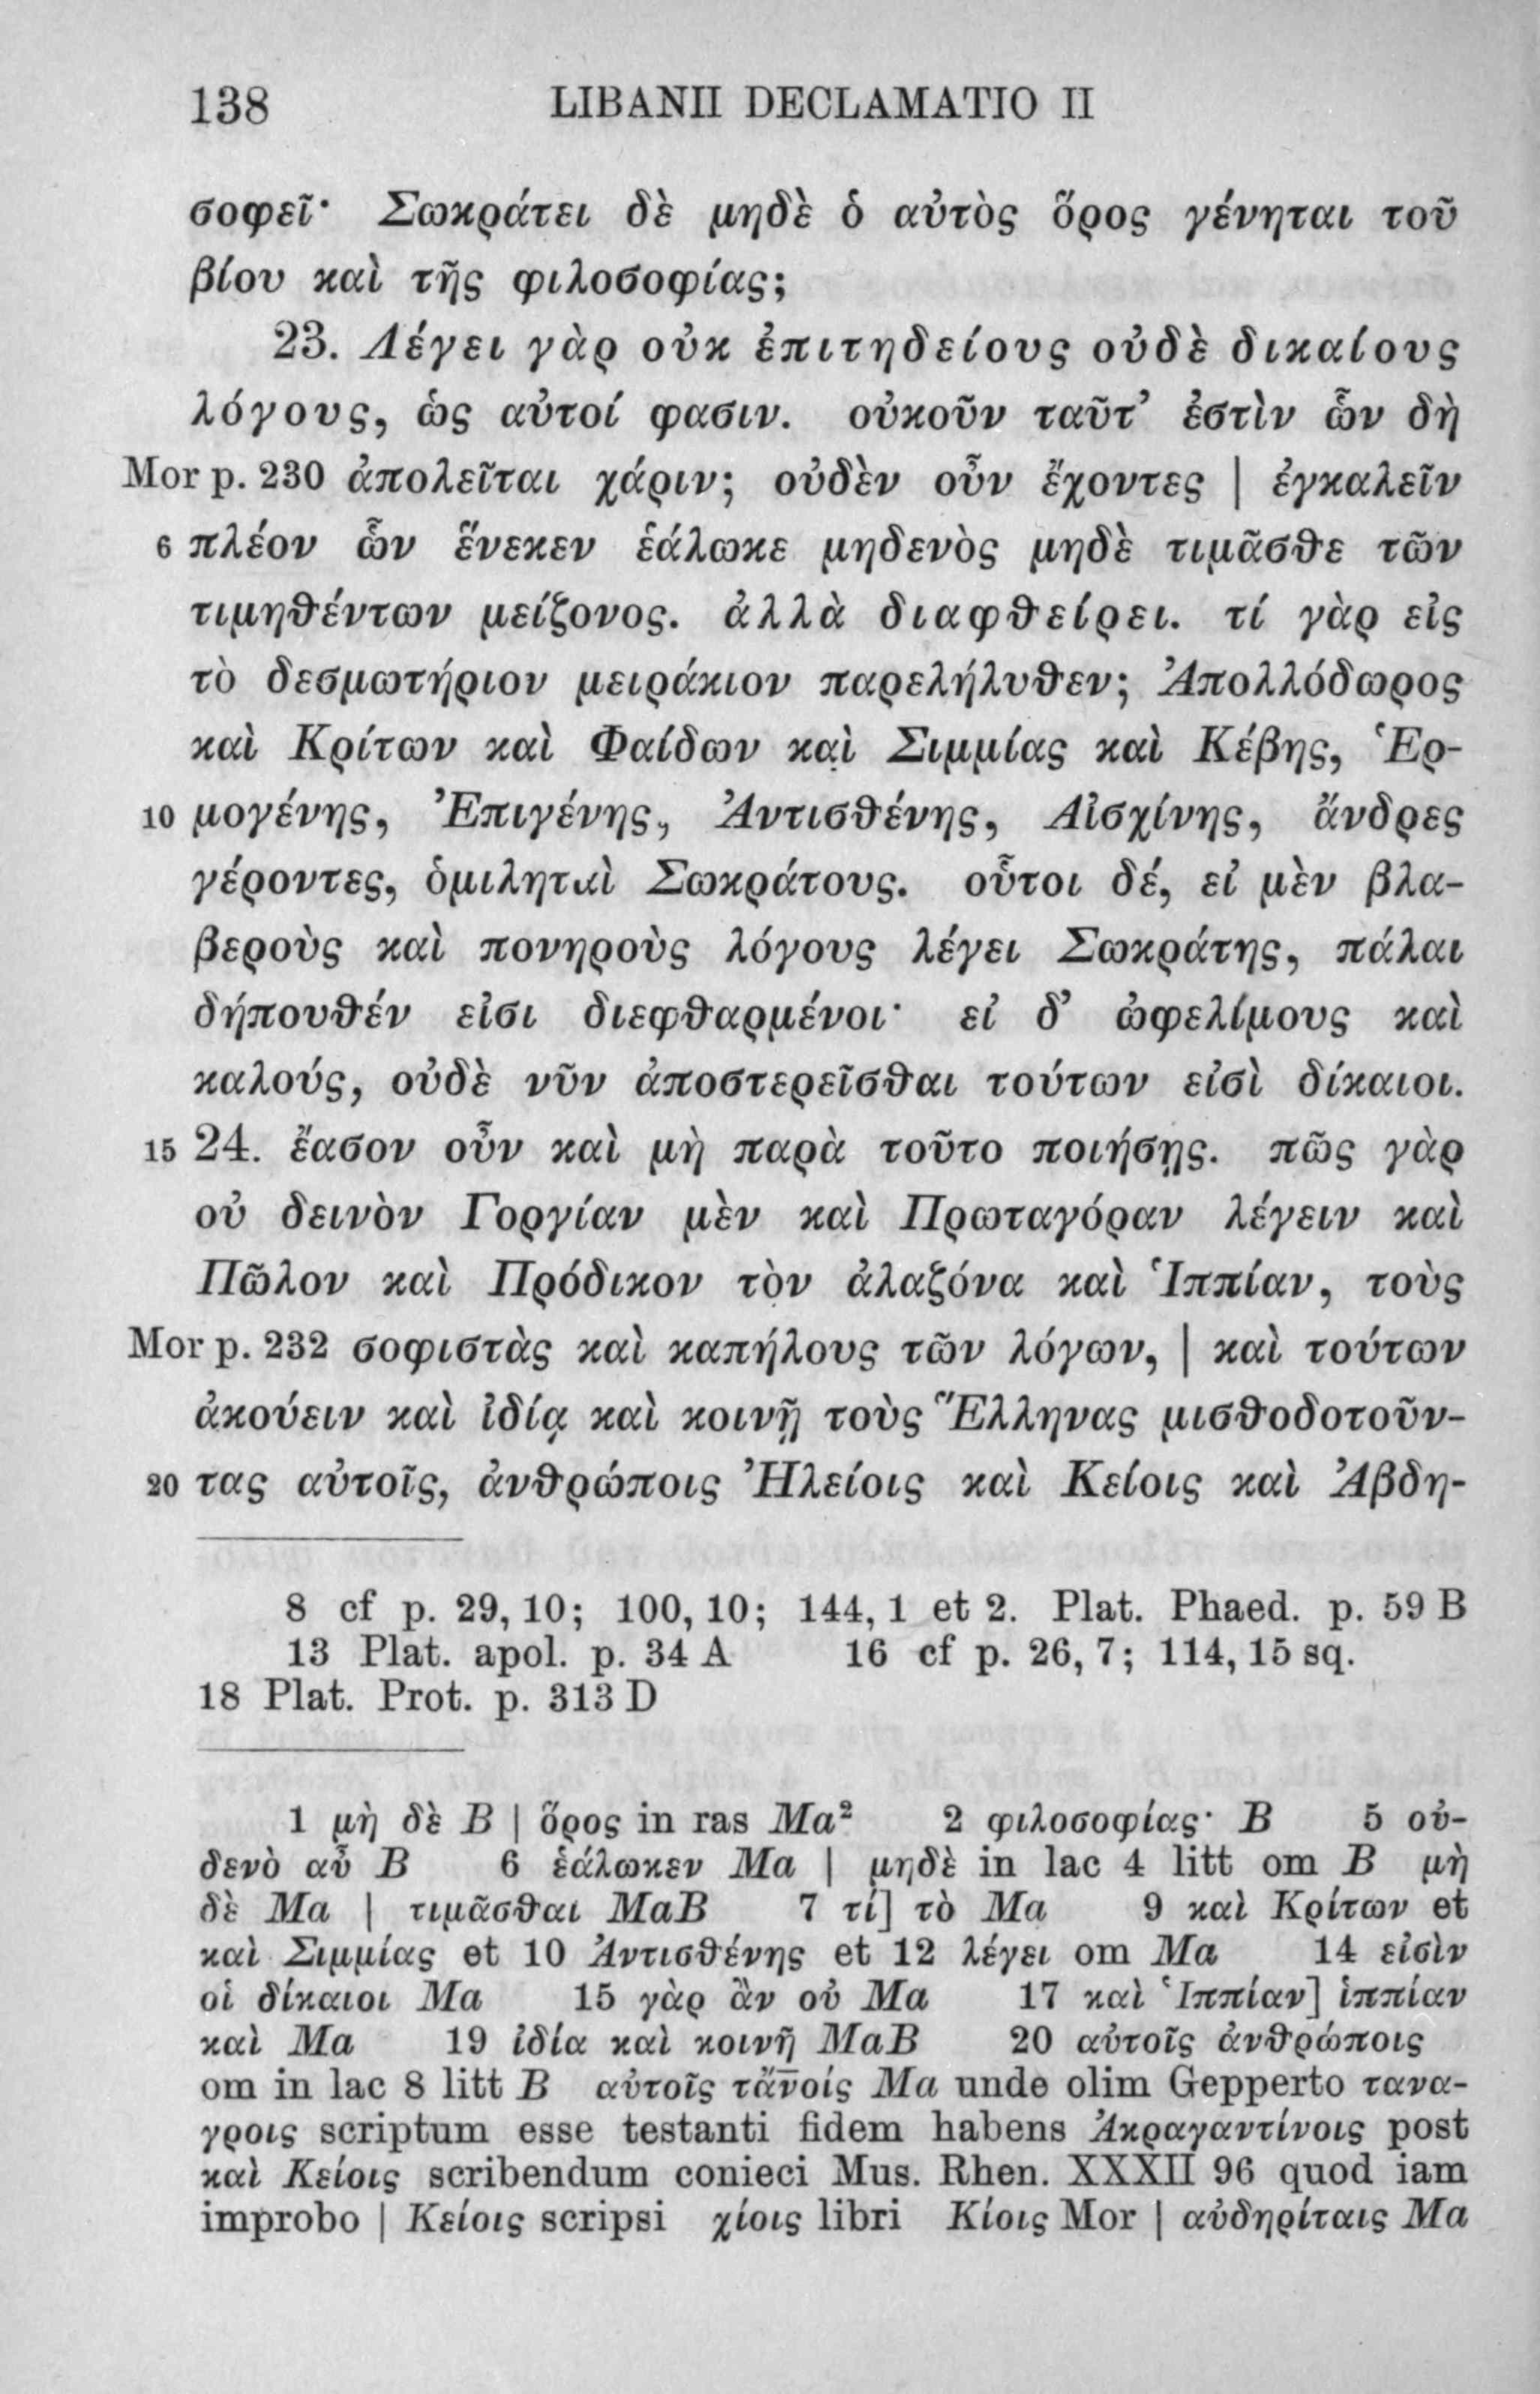 138 LIBANII DECLAMATIO II
σοφεῖ· Σωκράτει δὲ μηδὲ ὁ αὐτὸς ὅρος γένηται τοῦ
βίου καὶ τῆς φιλοσοφίας;
23. Λέγει γὰρ οὐκ ἐπιτηδείους οὐδὲ δικαίους
λόγους, ὡς αὐτοί φασιν. οὐκοῦν ταῦτ’ ἐστὶν ὧν δὴ
Mor p. 230 ἀπολεῖται χάριν; οὐδὲν οὖν ἔχοντες | ἐγκαλεῖν
6 πλέον ὧν ἕνεκεν ἑάλωκε μηδενὸς μηδὲ τιμᾶσθε τῶν
τιμηθέντων μείζονος. ἀλλὰ διαφθείρει. τί γὰρ εἰς
τὸ δεσμωτήριον μειράκιον παρελήλυθεν; Ἀπολλόδωρος
καὶ Κρίτων καὶ Φαίδων καὶ Σιμμίας καὶ Κέβης, Ἑρ-
10 μογένης, Ἐπιγένης, Ἀντισθένης, Αἰσχίνης, ἄνδρες
γέροντες, ὁμιληταὶ Σωκράτους. οὗτοι δέ, εἰ μὲν βλα-
βεροὺς καὶ πονηροὺς λόγους λέγει Σωκράτης, πάλαι
δήπουθέν εἰσι διεφθαρμένοι· εἰ δ’ ὠφελίμους καὶ
καλούς, οὐδὲ νῦν ἀποστερεῖσθαι τούτων εἰσὶ δίκαιοι.
15 24. ἔασον οὖν καὶ μὴ παρὰ τοῦτο ποιήσῃς. πῶς γὰρ
οὐ δεινὸν Γοργίαν μὲν καὶ Πρωταγόραν λέγειν καὶ
Πῶλον καὶ Πρόδικον τὸν ἀλαζόνα καὶ Ἱππίαν, τοὺς
Mor p. 232 σοφιστὰς καὶ καπήλους τῶν λόγων, | καὶ τούτων
ἀκούειν καὶ ἰδίᾳ καὶ κοινῇ τοὺς Ἕλληνας μισθοδοτοῦν-
20 τας αὐτοῖς, ἀνθρώποις Ἠλείοις καὶ Κείοις καὶ Ἀβδη-
8 cf p. 29, 10; 100, 10; 144, 1 et 2. Plat. Phaed. p. 59 B
13 Plat. apol. p. 34 A 16 cf p. 26, 7; 114, 15 sq.
18 Plat. Prot. p. 313 D
1 μὴ δὲ B | ὅρος in ras Ma² 2 φιλοσοφίας· B 5 οὐ-
δενὸ αὖ B 6 ἑάλωκεν Ma | μηδὲ in lac 4 litt om B μὴ
δὲ Ma | τιμᾶσθαι MaB 7 τί] τὸ Ma 9 καὶ Κρίτων et
καὶ Σιμμίας et 10 Ἀντισθένης et 12 λέγει om Ma 14 εἰσὶν
οἱ δίκαιοι Ma 15 γὰρ ἂν οὐ Ma 17 καὶ Ἱππίαν] ἱππίαν
καὶ Ma 19 ἰδία καὶ κοινῆ MaB 20 αὐτοῖς ἀνθρώποις
om in lac 8 litt B αὐτοῖς τἄν̄οίς Ma unde olim Gepperto τανα-
γροις scriptum esse testanti fidem habens Ἀκραγαντίνοις post
καὶ Κείοις scribendum conieci Mus. Rhen. XXXII 96 quod iam
improbo | Κείοις scripsi χίοις libri Κίοις Mor | αὐδηρίταις Ma